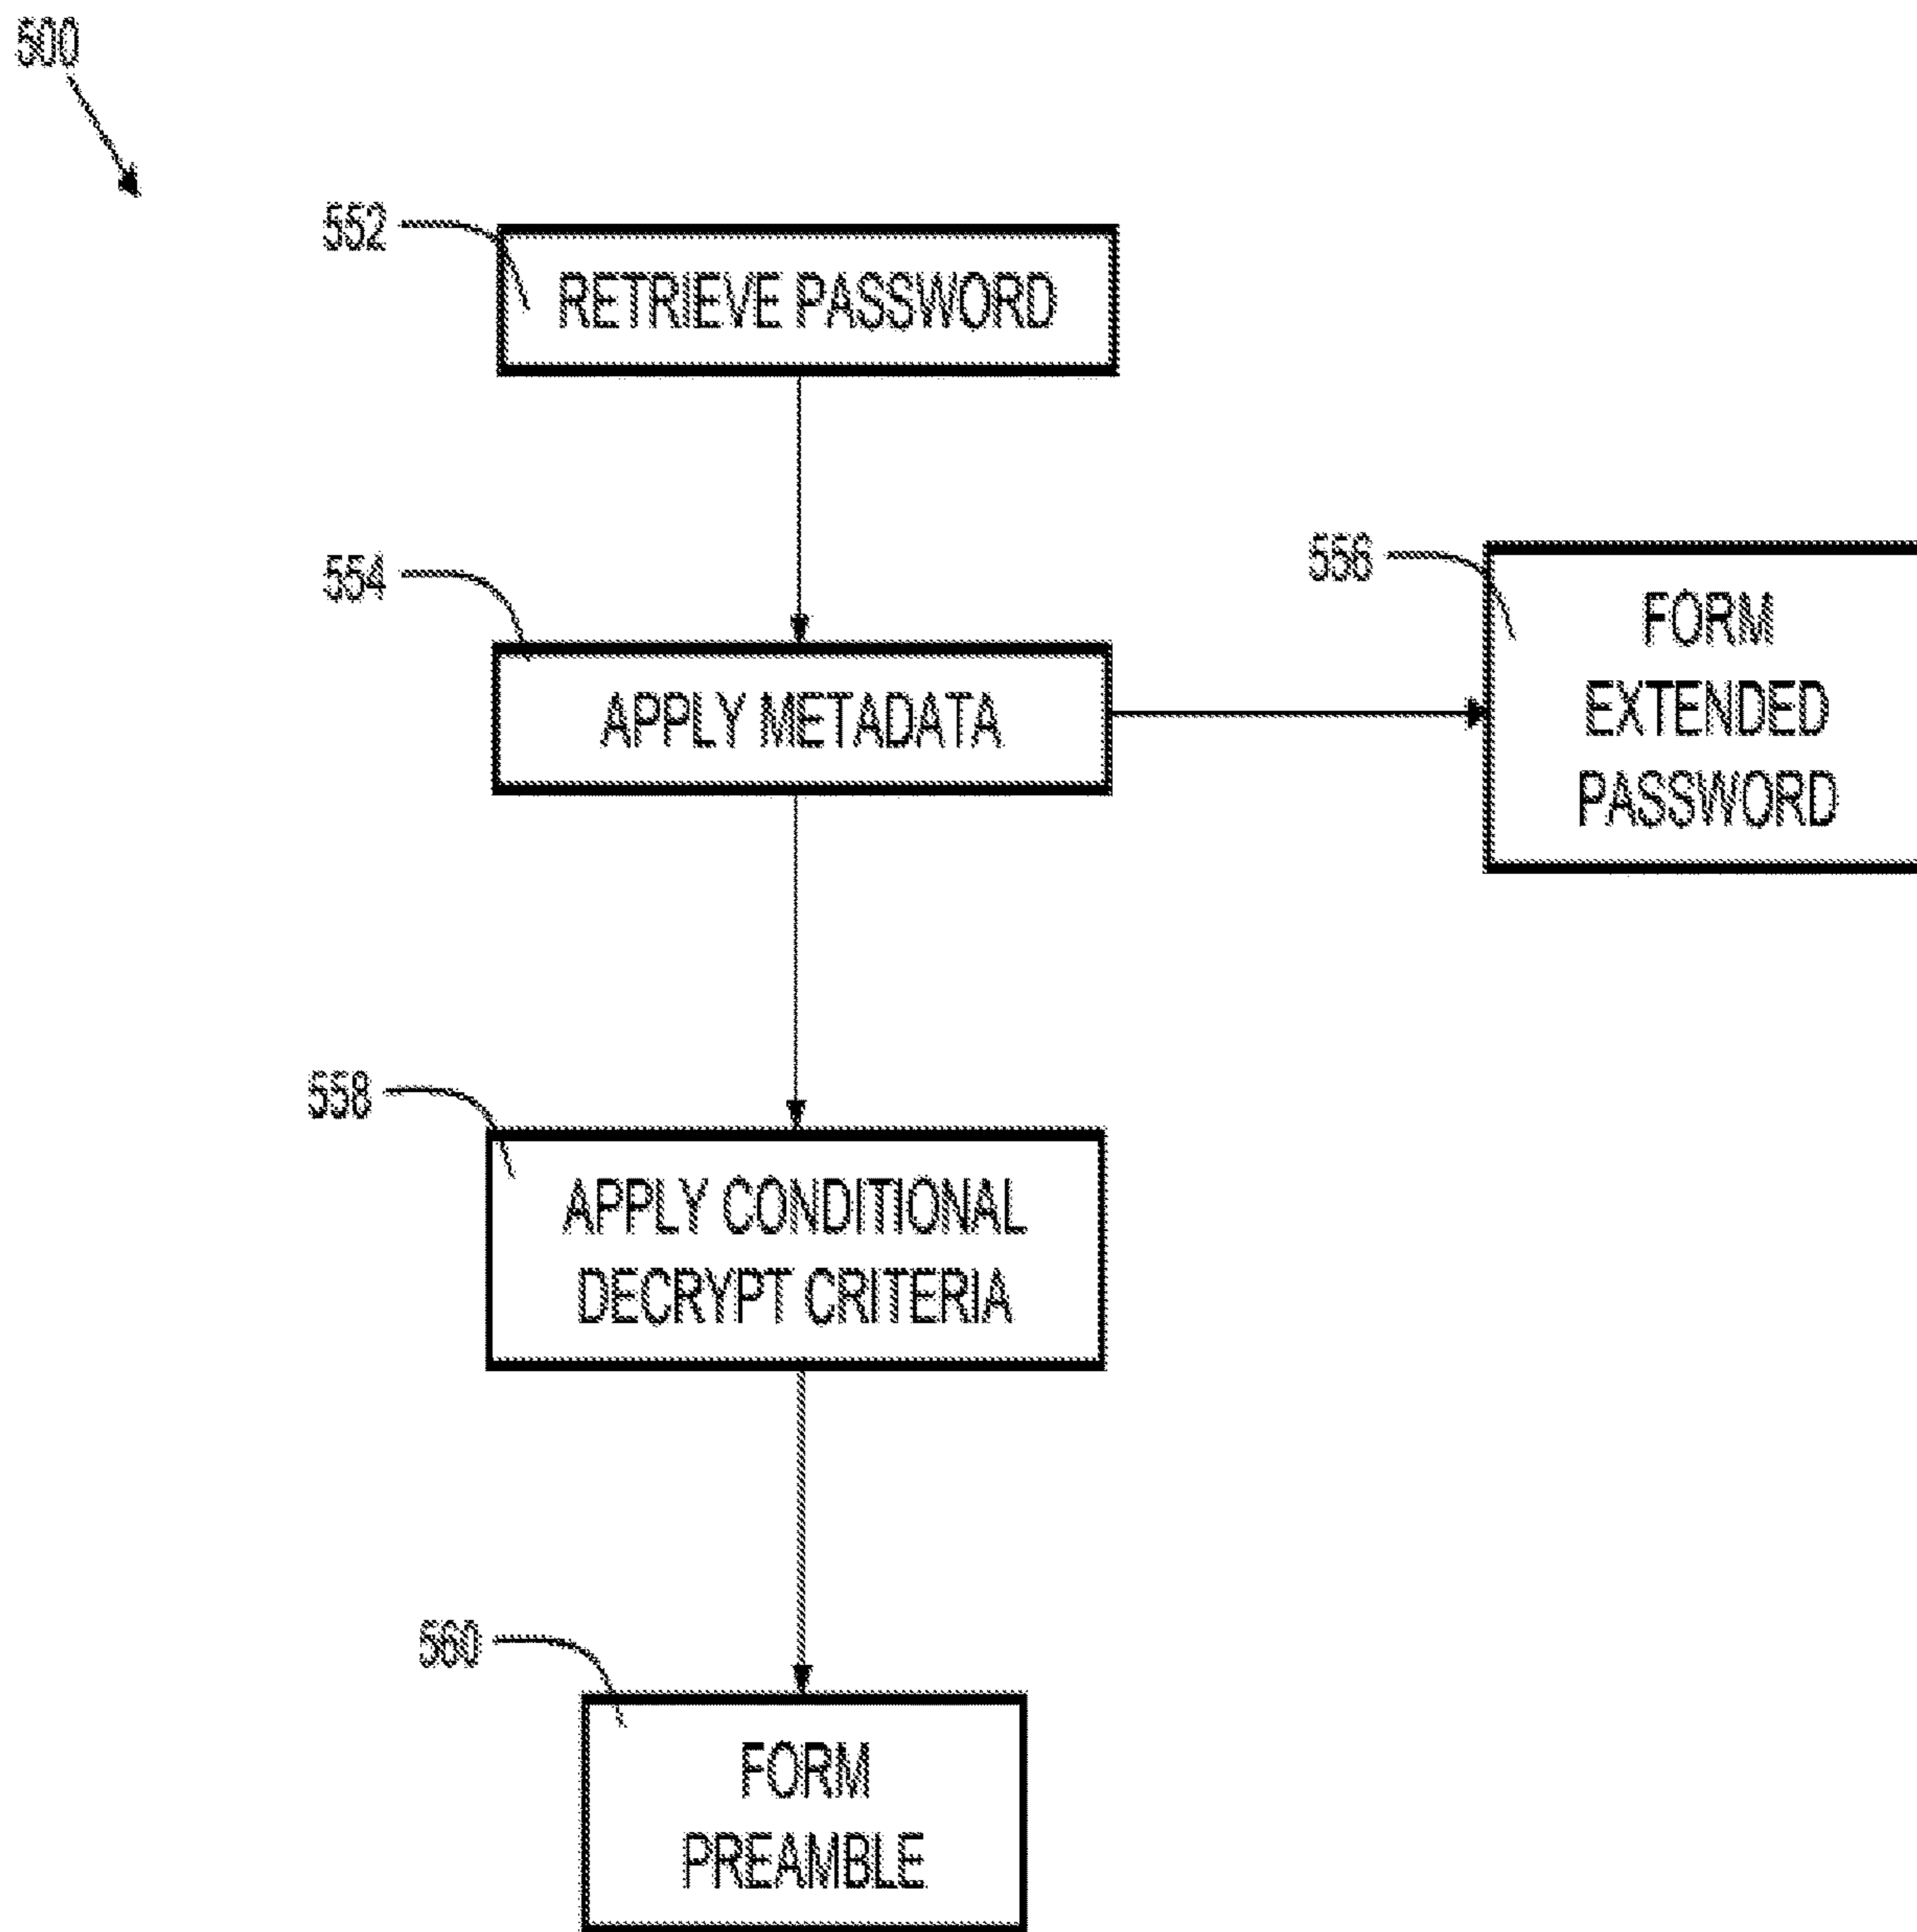 500
552
RETRIEVE PASSWORD
554
APPLY METADATA
556
FORM
EXTENDED
PASSWORD
558
APPLY CONDITIONAL
DECRYPT CRITERIA
560
FORM
PREAMBLE